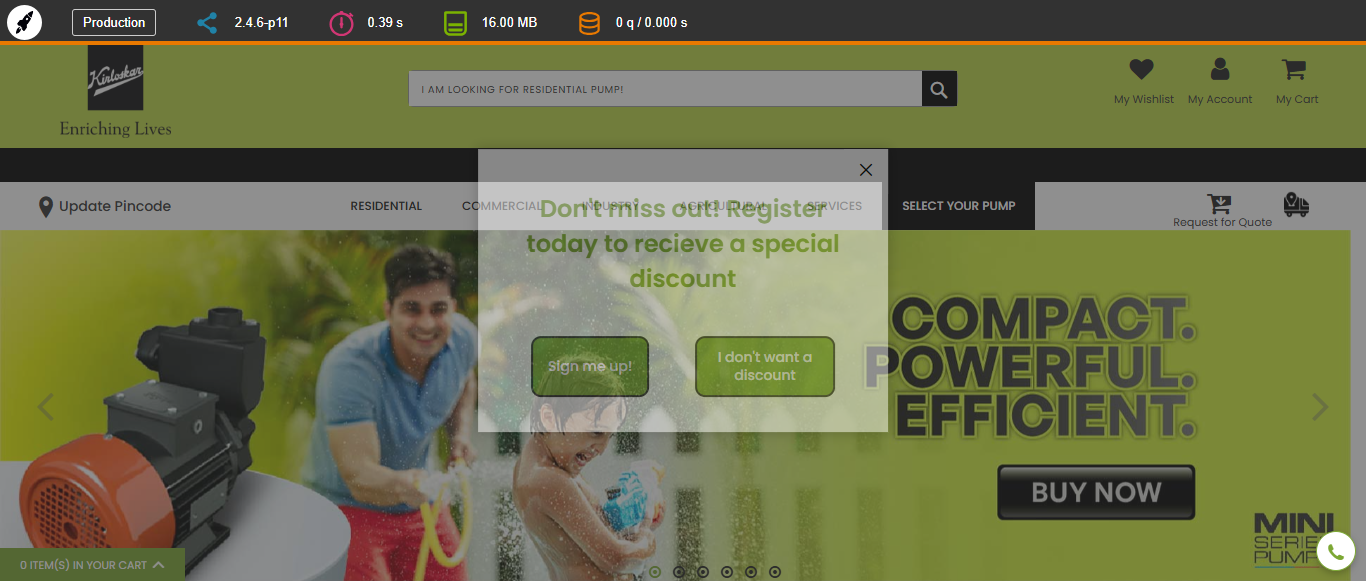 Production
2.4.6-p11
0.39 s
16.00 MB
0 q / 0.000 s
Kirloskar
Enriching Lives
I AM LOOKING FOR RESIDENTIAL PUMP!
My Wishlist
My Account
My Cart
Update Pincode
RESIDENTIAL
COMMERCIAL
INDUSTRY
AGRICULTURAL
SERVICES
SELECT YOUR PUMP
Request for Quote
Don't miss out! Register
today to recieve a special
discount
Sign me up!
I don't want a
discount
COMPACT.
POWERFUL.
EFFICIENT.
BUY NOW
MINI
SERIES
PUMP
0 ITEM(S) IN YOUR CART